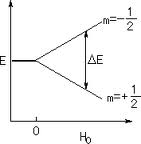 m=-1/2
E
ΔE
m=+1/2
0
H₀